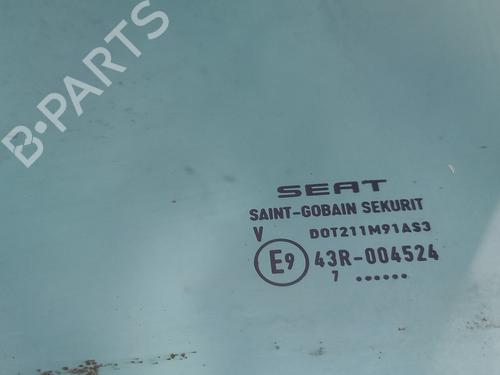 B-PARTS
SEAT
SAINT-GOBAIN SEKURIT
V DOT211M91AS3
E9 43R-004524
7 ......